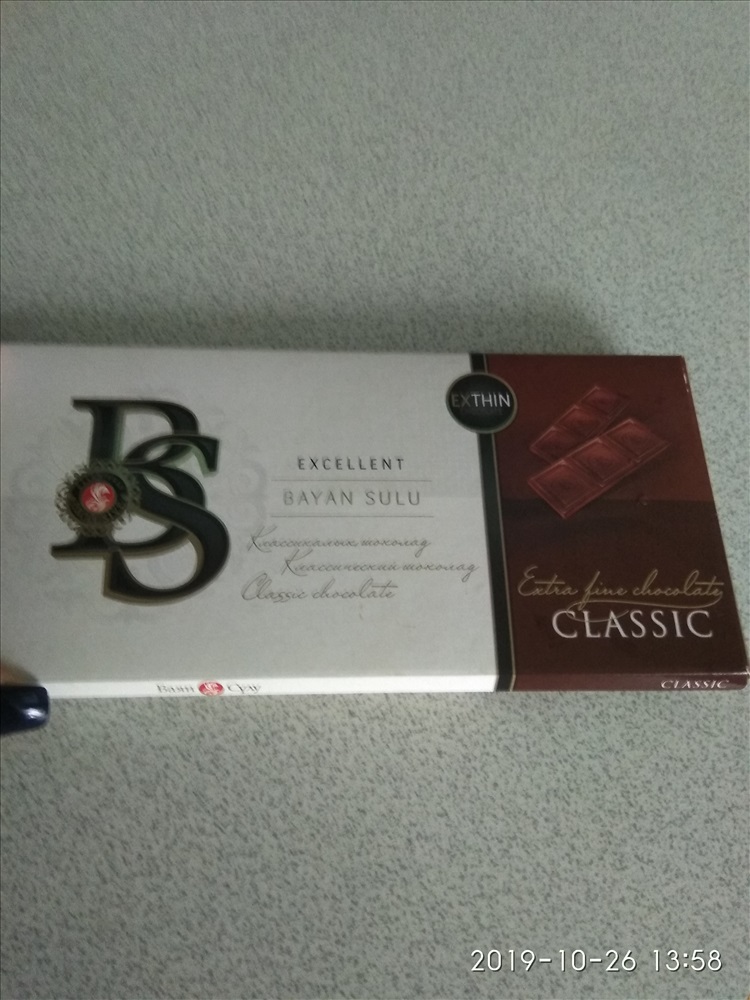 BS
EXTHIN
EXCELLENT
BAYAN SULU
Классикалық шоколад
Классический шоколад
Classic chocolate
Extra fine chocolate
CLASSIC
Баян Сұлу
CLASSIC
2019-10-26 13:58